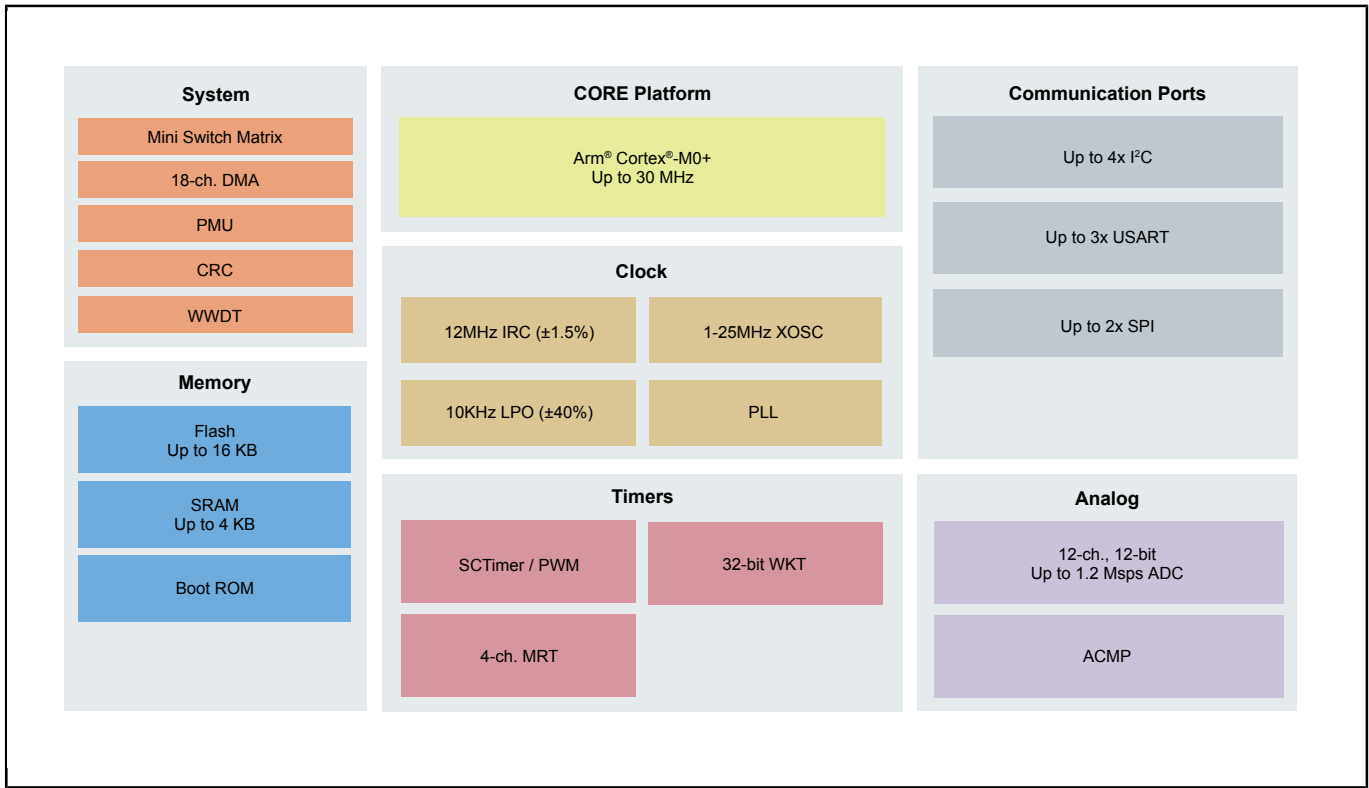 System
Mini Switch Matrix
18-ch. DMA
PMU
CRC
WWDT
Memory
Flash
Up to 16 KB
SRAM
Up to 4 KB
Boot ROM
CORE Platform
Arm® Cortex®-M0+
Up to 30 MHz
Clock
12MHz IRC (±1.5%)
1-25MHz XOSC
10KHz LPO (±40%)
PLL
Timers
SCTimer / PWM
32-bit WKT
4-ch. MRT
Communication Ports
Up to 4x I²C
Up to 3x USART
Up to 2x SPI
Analog
12-ch., 12-bit
Up to 1.2 Msps ADC
ACMP